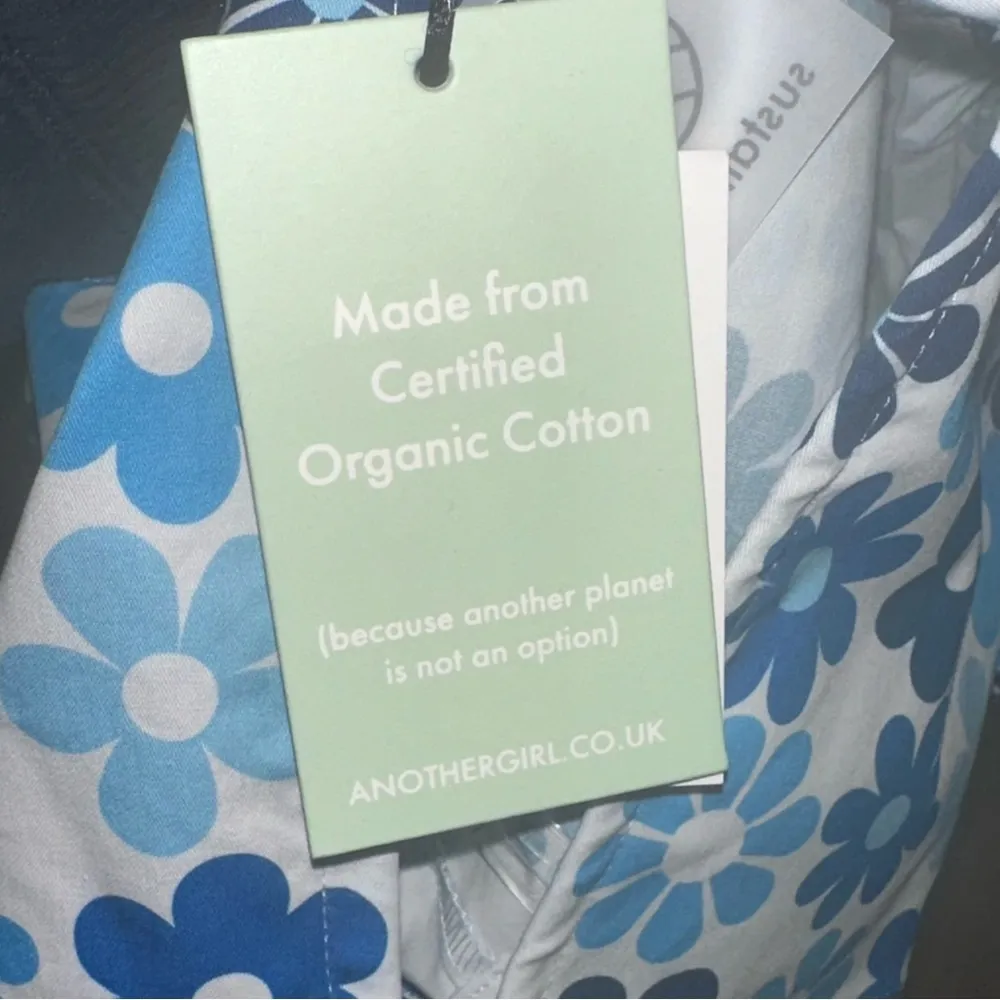 Made from
Certified
Organic Cotton
(because another planet
is not an option)
ANOTHERGIRL.CO.UK